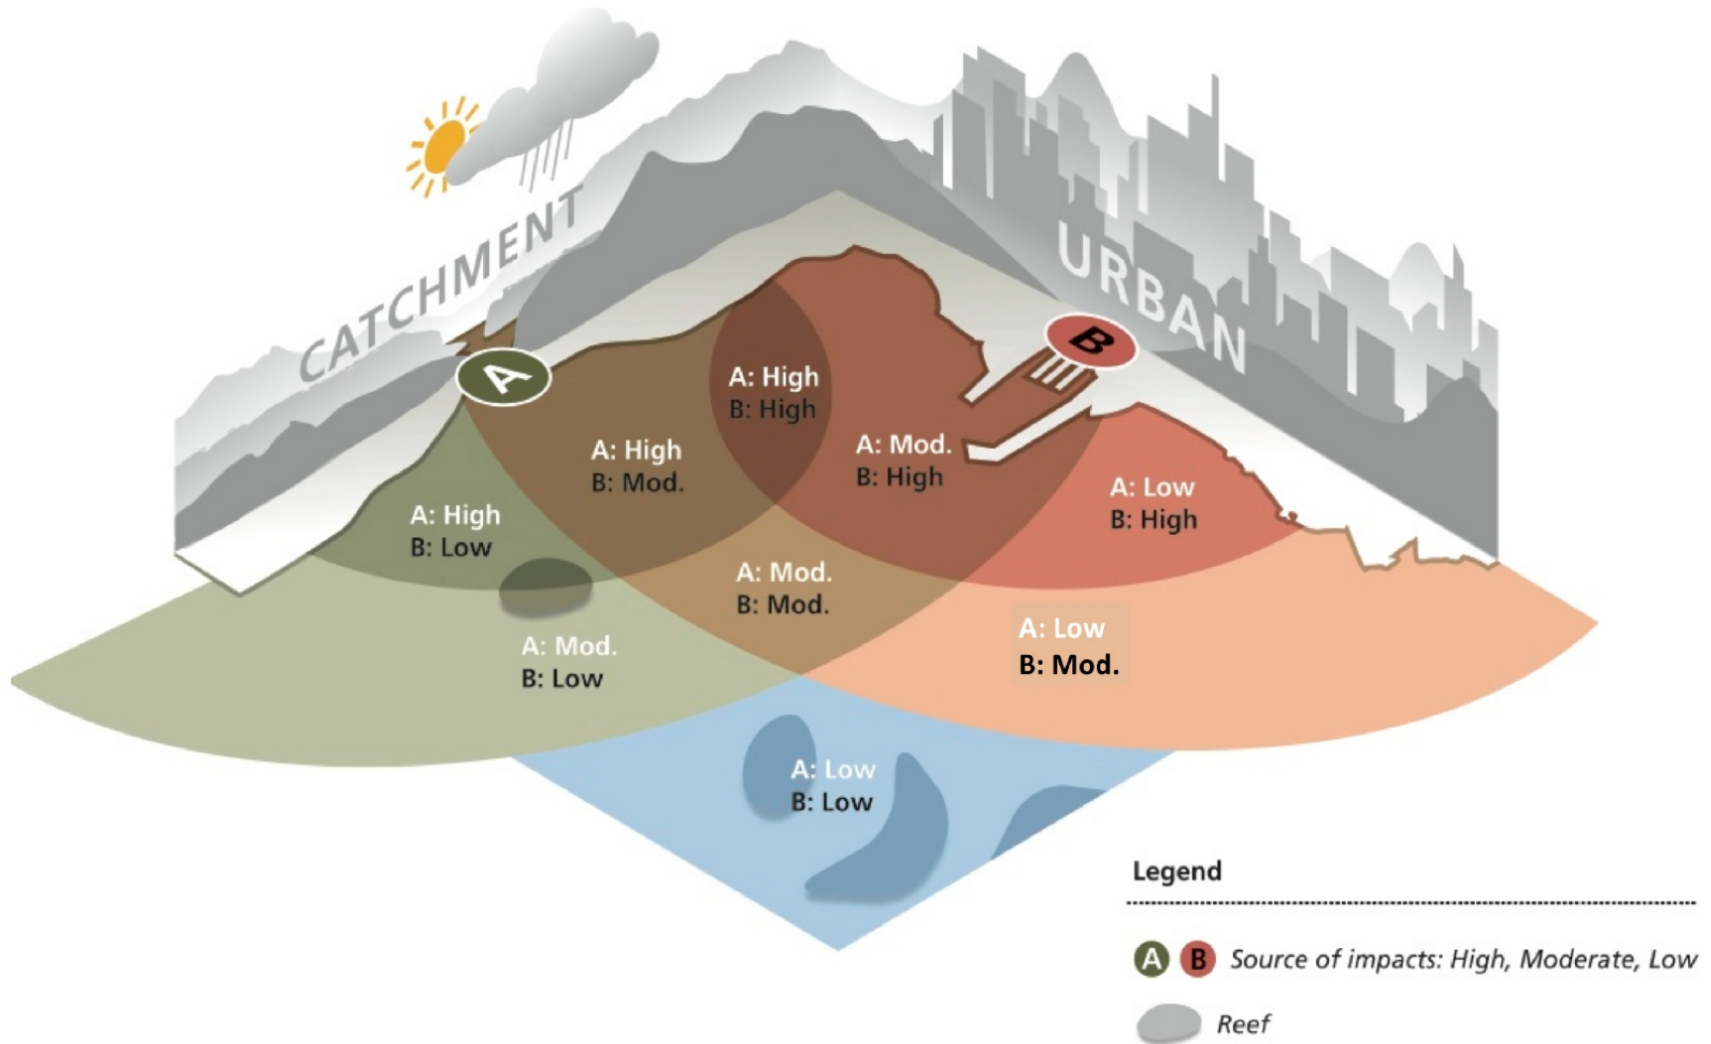 CATCHMENT
URBAN
A
B
A: High
B: High
A: High
B: Mod.
A: Mod.
B: High
A: Low
B: High
A: High
B: Low
A: Mod.
B: Mod.
A: Low
B: Mod.
A: Mod.
B: Low
A: Low
B: Low
Legend
A B Source of impacts: High, Moderate, Low
Reef